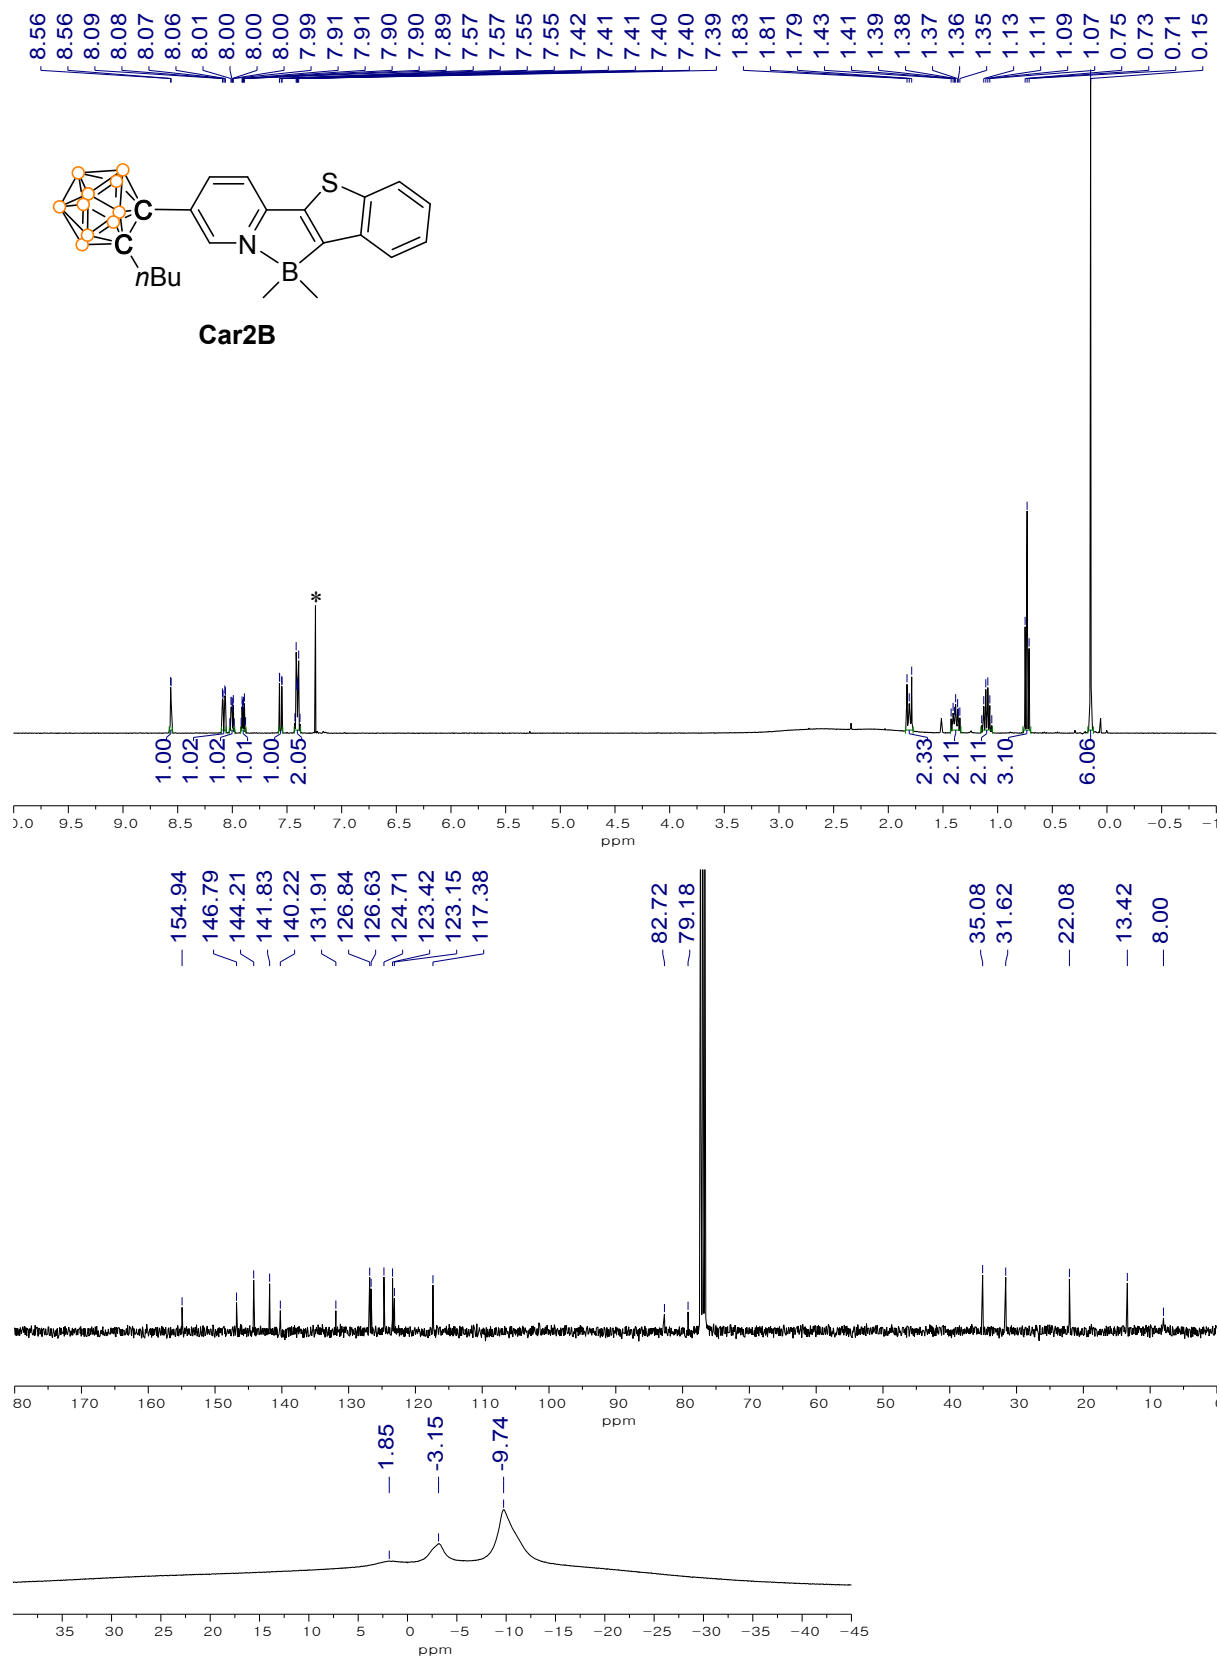 8.56 8.56 8.09 8.08 8.07 8.06 8.01 8.00 8.00 8.00 7.99 7.91 7.91 7.90 7.90 7.89 7.57 7.57 7.55 7.55 7.42 7.41 7.41 7.40 7.40 7.39 1.83 1.81 1.79 1.43 1.41 1.39 1.38 1.37 1.36 1.35 1.13 1.11 1.09 1.07 0.75 0.73 0.71 0.15
S
C
C
N
B
nBu
Car2B
*
1.00 1.02 1.02 1.01 1.00 2.05 2.33 2.11 2.11 3.10 6.06
0.0 9.5 9.0 8.5 8.0 7.5 7.0 6.5 6.0 5.5 5.0 4.5 4.0 3.5 3.0 2.5 2.0 1.5 1.0 0.5 0.0 -0.5 -1
ppm
154.94 146.79 144.21 141.83 140.22 131.91 126.84 126.63 124.71 123.42 123.15 117.38 82.72 79.18 35.08 31.62 22.08 13.42 8.00
80 170 160 150 140 130 120 110 100 90 80 70 60 50 40 30 20 10 0
ppm
1.85 -3.15 -9.74
35 30 25 20 15 10 5 0 -5 -10 -15 -20 -25 -30 -35 -40 -45
ppm